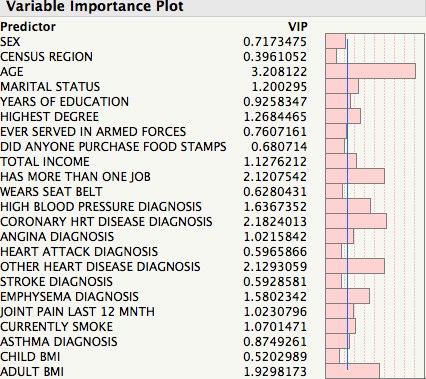 Variable Importance Plot
Predictor VIP
SEX 0.7173475
CENSUS REGION 0.3961052
AGE 3.208122
MARITAL STATUS 1.200295
YEARS OF EDUCATION 0.9258347
HIGHEST DEGREE 1.2684465
EVER SERVED IN ARMED FORCES 0.7607161
DID ANYONE PURCHASE FOOD STAMPS 0.680714
TOTAL INCOME 1.1276212
HAS MORE THAN ONE JOB 2.1207542
WEARS SEAT BELT 0.6280431
HIGH BLOOD PRESSURE DIAGNOSIS 1.6367352
CORONARY HRT DISEASE DIAGNOSIS 2.1824013
ANGINA DIAGNOSIS 1.0215842
HEART ATTACK DIAGNOSIS 0.5965866
OTHER HEART DISEASE DIAGNOSIS 2.1293059
STROKE DIAGNOSIS 0.5928581
EMPHYSEMA DIAGNOSIS 1.5802342
JOINT PAIN LAST 12 MNTH 1.0230796
CURRENTLY SMOKE 1.0701471
ASTHMA DIAGNOSIS 0.8749261
CHILD BMI 0.5202989
ADULT BMI 1.9298173